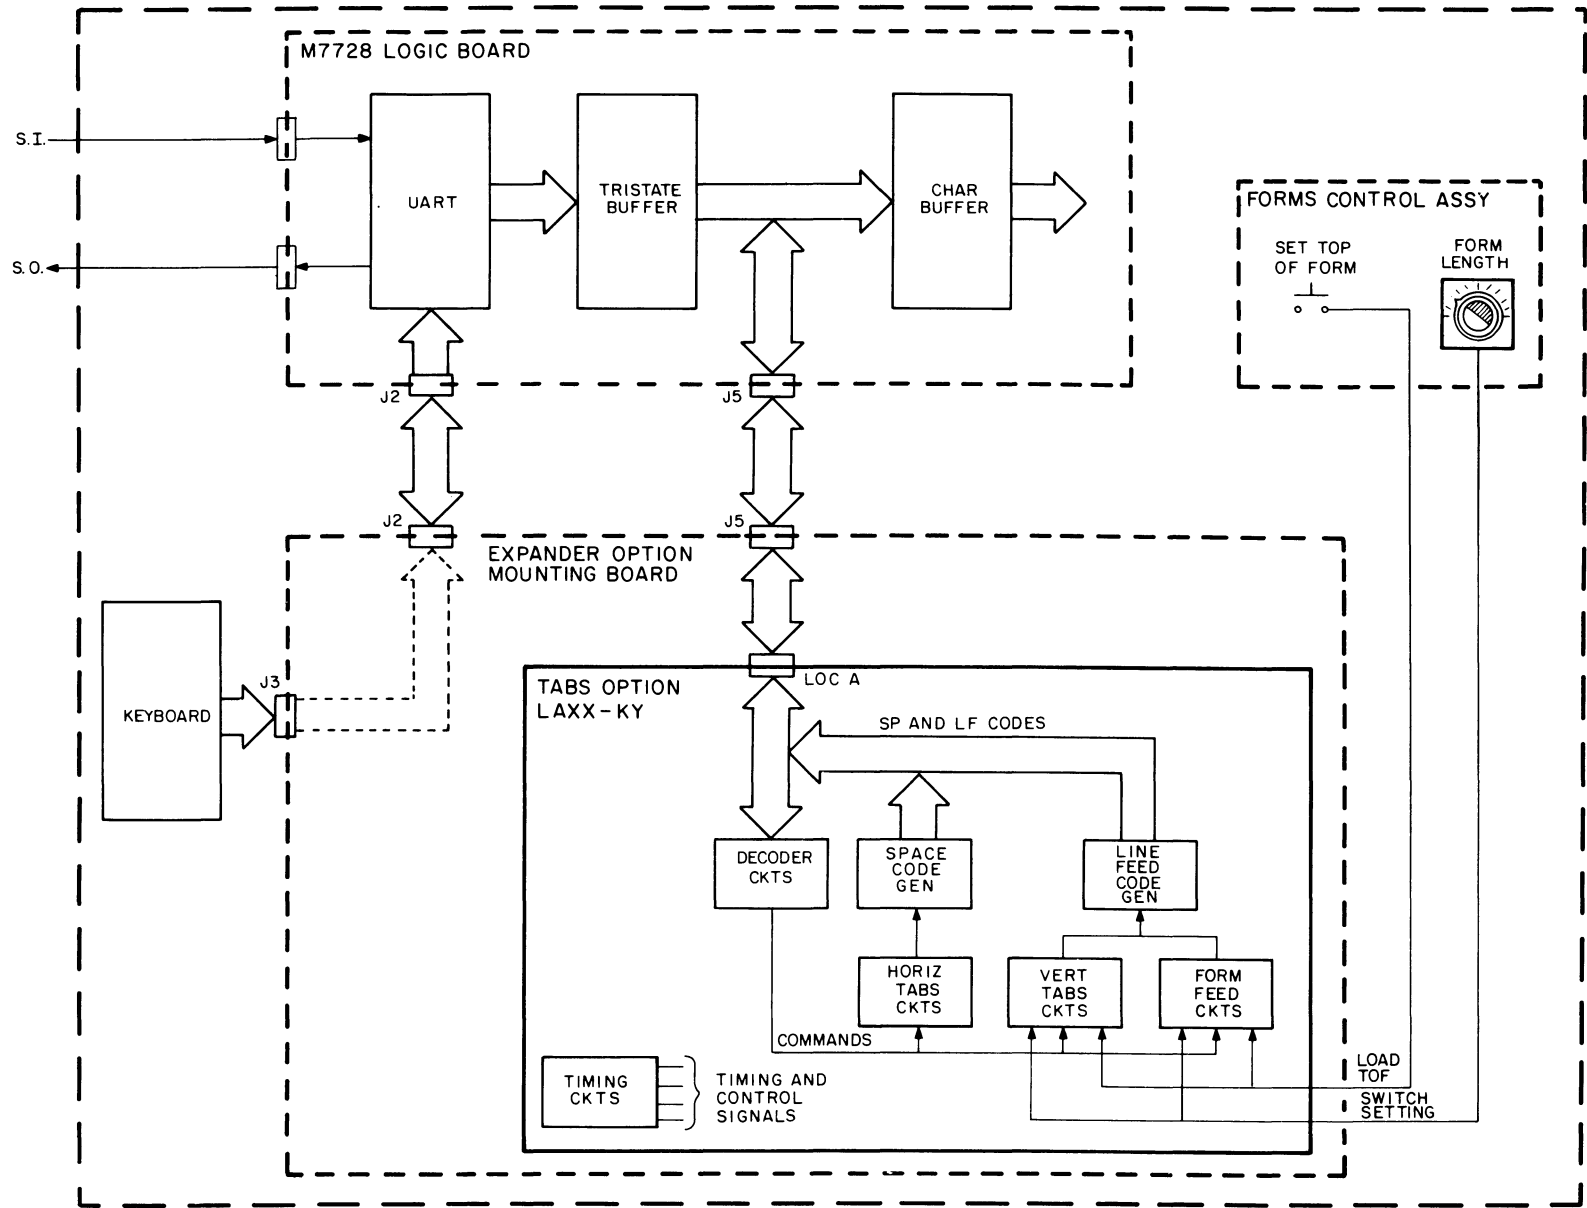 M7728 LOGIC BOARD
S.I.
S.O.
UART
TRISTATE
BUFFER
CHAR
BUFFER
J2
J5
FORMS CONTROL ASSY
SET TOP
OF FORM
FORM
LENGTH
J2
J5
EXPANDER OPTION
MOUNTING BOARD
KEYBOARD
J3
LOC A
TABS OPTION
LAXX-KY
SP AND LF CODES
DECODER
CKTS
SPACE
CODE
GEN
LINE
FEED
CODE
GEN
HORIZ
TABS
CKTS
VERT
TABS
CKTS
FORM
FEED
CKTS
COMMANDS
TIMING
CKTS
TIMING AND
CONTROL
SIGNALS
LOAD
TOF
SWITCH
SETTING